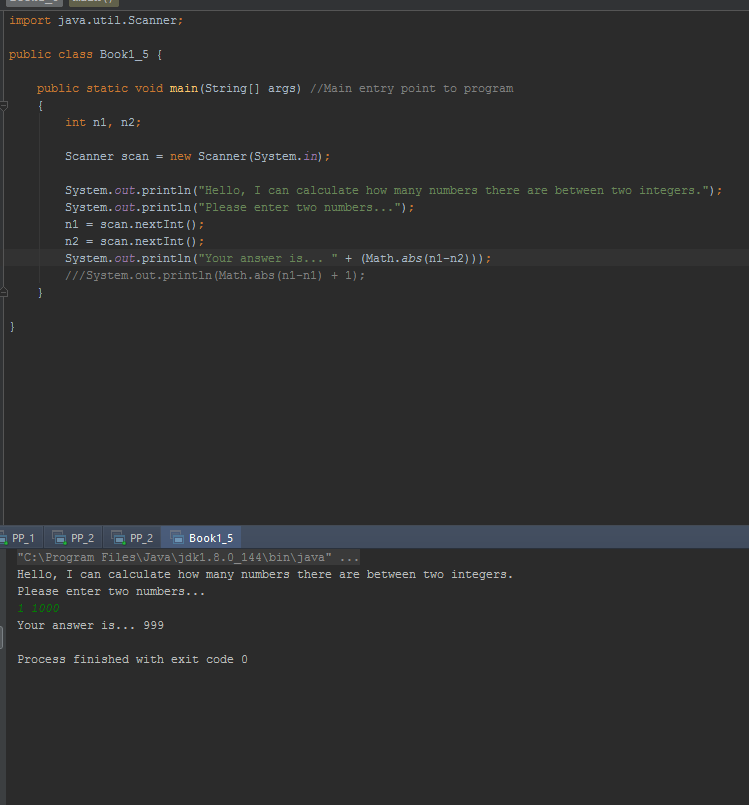 import java.util.Scanner;
public class Book1_5 {
public static void main(String[] args) //Main entry point to program
{
int n1, n2;
Scanner scan = new Scanner(System.in);
System.out.println("Hello, I can calculate how many numbers there are between two integers.");
System.out.println("Please enter two numbers...");
n1 = scan.nextInt();
n2 = scan.nextInt();
System.out.println("Your answer is... " + (Math.abs(n1-n2)));
///System.out.println(Math.abs(n1-n1) + 1);
}
}
PP_1 PP_2 PP_2 Book1_5
"C:\Program Files\Java\jdk1.8.0_144\bin\java" ...
Hello, I can calculate how many numbers there are between two integers.
Please enter two numbers...
1 1000
Your answer is... 999
Process finished with exit code 0